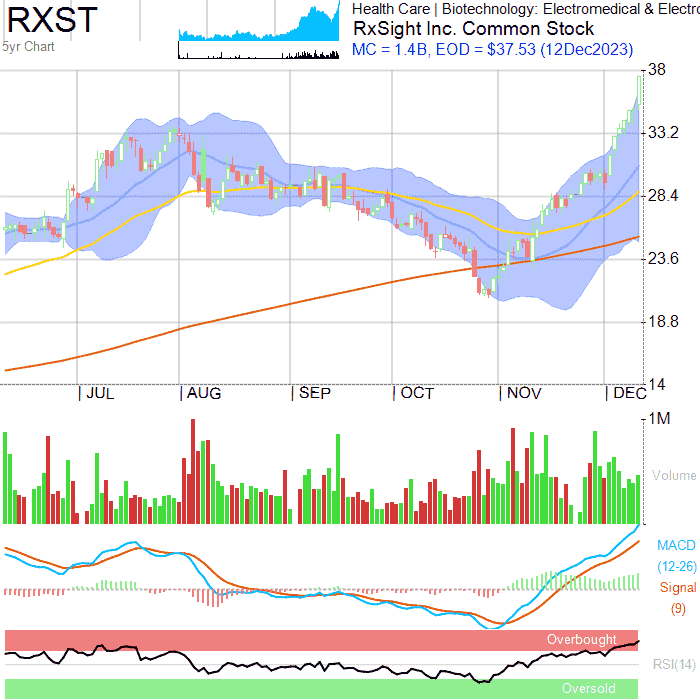 RXST
5yr Chart
Health Care | Biotechnology: Electromedical & Electro
RxSight Inc. Common Stock
MC = 1.4B, EOD = $37.53 (12Dec2023)
38
33.2
28.4
23.6
18.8
14
JUL AUG SEP OCT NOV DEC
1M
Volume
MACD
(12-26)
Signal
(9)
Overbought
RSI(14)
Oversold